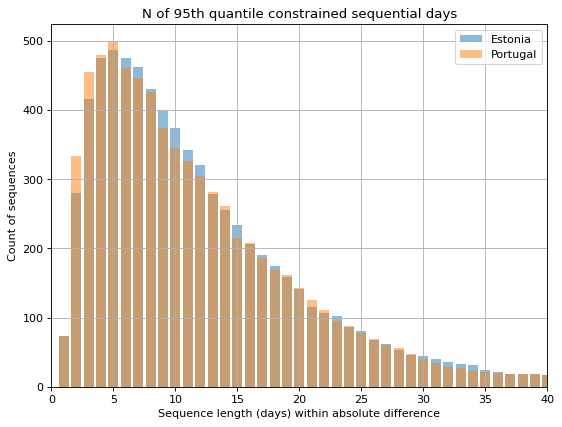 N of 95th quantile constrained sequential days
Estonia
Portugal
500
400
300
200
100
0
Count of sequences
0 5 10 15 20 25 30 35 40
Sequence length (days) within absolute difference